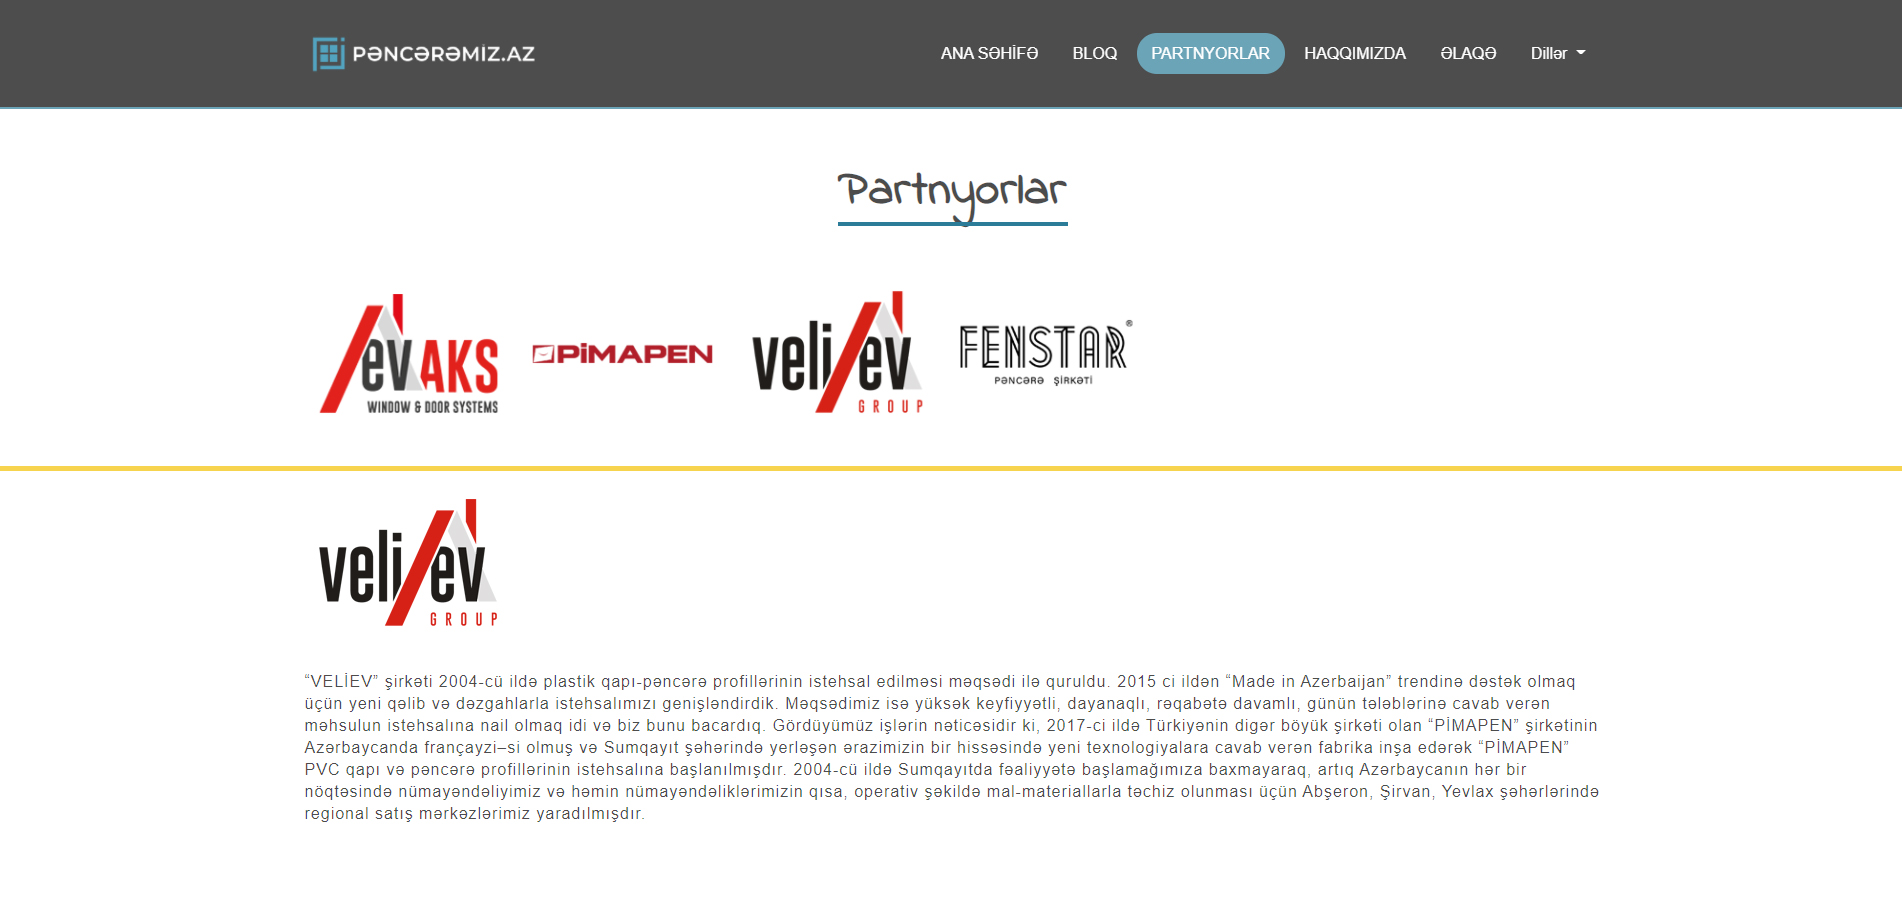 PƏNCƏRƏMİZ.AZ
ANA SƏHİFƏ BLOQ PARTNYORLAR HAQQIMIZDA ƏLAQƏ Dillər
Partnyorlar
evAKS
WINDOW & DOOR SYSTEMS
PİMAPEN
veliev
GROUP
FENSTAR®
PƏNCƏRƏ ŞİRKƏTİ
veliev
GROUP
“VELİEV” şirkəti 2004-cü ildə plastik qapı-pəncərə profillərinin istehsal edilməsi məqsədi ilə quruldu. 2015 ci ildən “Made in Azerbaijan” trendinə dəstək olmaq
üçün yeni qəlib və dəzgahlarla istehsalımızı genişləndirdik. Məqsədimiz isə yüksək keyfiyyətli, dayanaqlı, rəqabətə davamlı, günün tələblərinə cavab verən
məhsulun istehsalına nail olmaq idi və biz bunu bacardıq. Gördüyümüz işlərin nəticəsidir ki, 2017-ci ildə Türkiyənin digər böyük şirkəti olan “PİMAPEN” şirkətinin
Azərbaycanda françayzi–si olmuş və Sumqayıt şəhərində yerləşən ərazimizin bir hissəsində yeni texnologiyalara cavab verən fabrika inşa edərək “PİMAPEN”
PVC qapı və pəncərə profillərinin istehsalına başlanılmışdır. 2004-cü ildə Sumqayıtda fəaliyyətə başlamağımıza baxmayaraq, artıq Azərbaycanın hər bir
nöqtəsində nümayəndəliyimiz və həmin nümayəndəliklərimizin qısa, operativ şəkildə mal-materiallarla təchiz olunması üçün Abşeron, Şirvan, Yevlax şəhərlərində
regional satış mərkəzlərimiz yaradılmışdır.